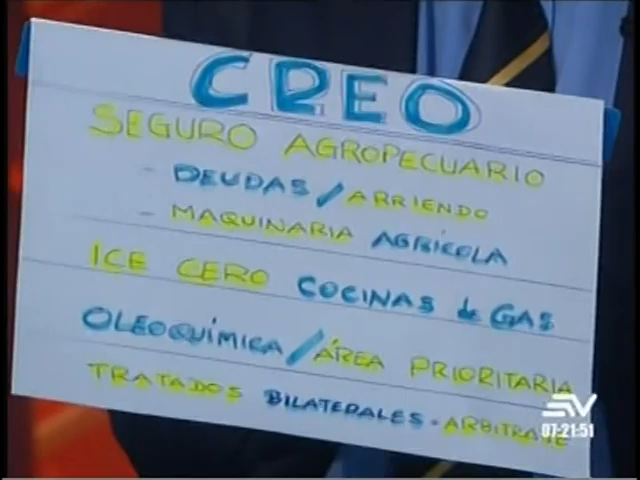 CREO
SEGURO AGROPECUARIO
- DEUDAS / ARRIENDO
- MAQUINARIA AGRÍCOLA
ICE CERO COCINAS de GAS
OLEOQUÍMICA / ÁREA PRIORITARIA
TRATADOS BILATERALES - ARBITRAJE
07:21:51